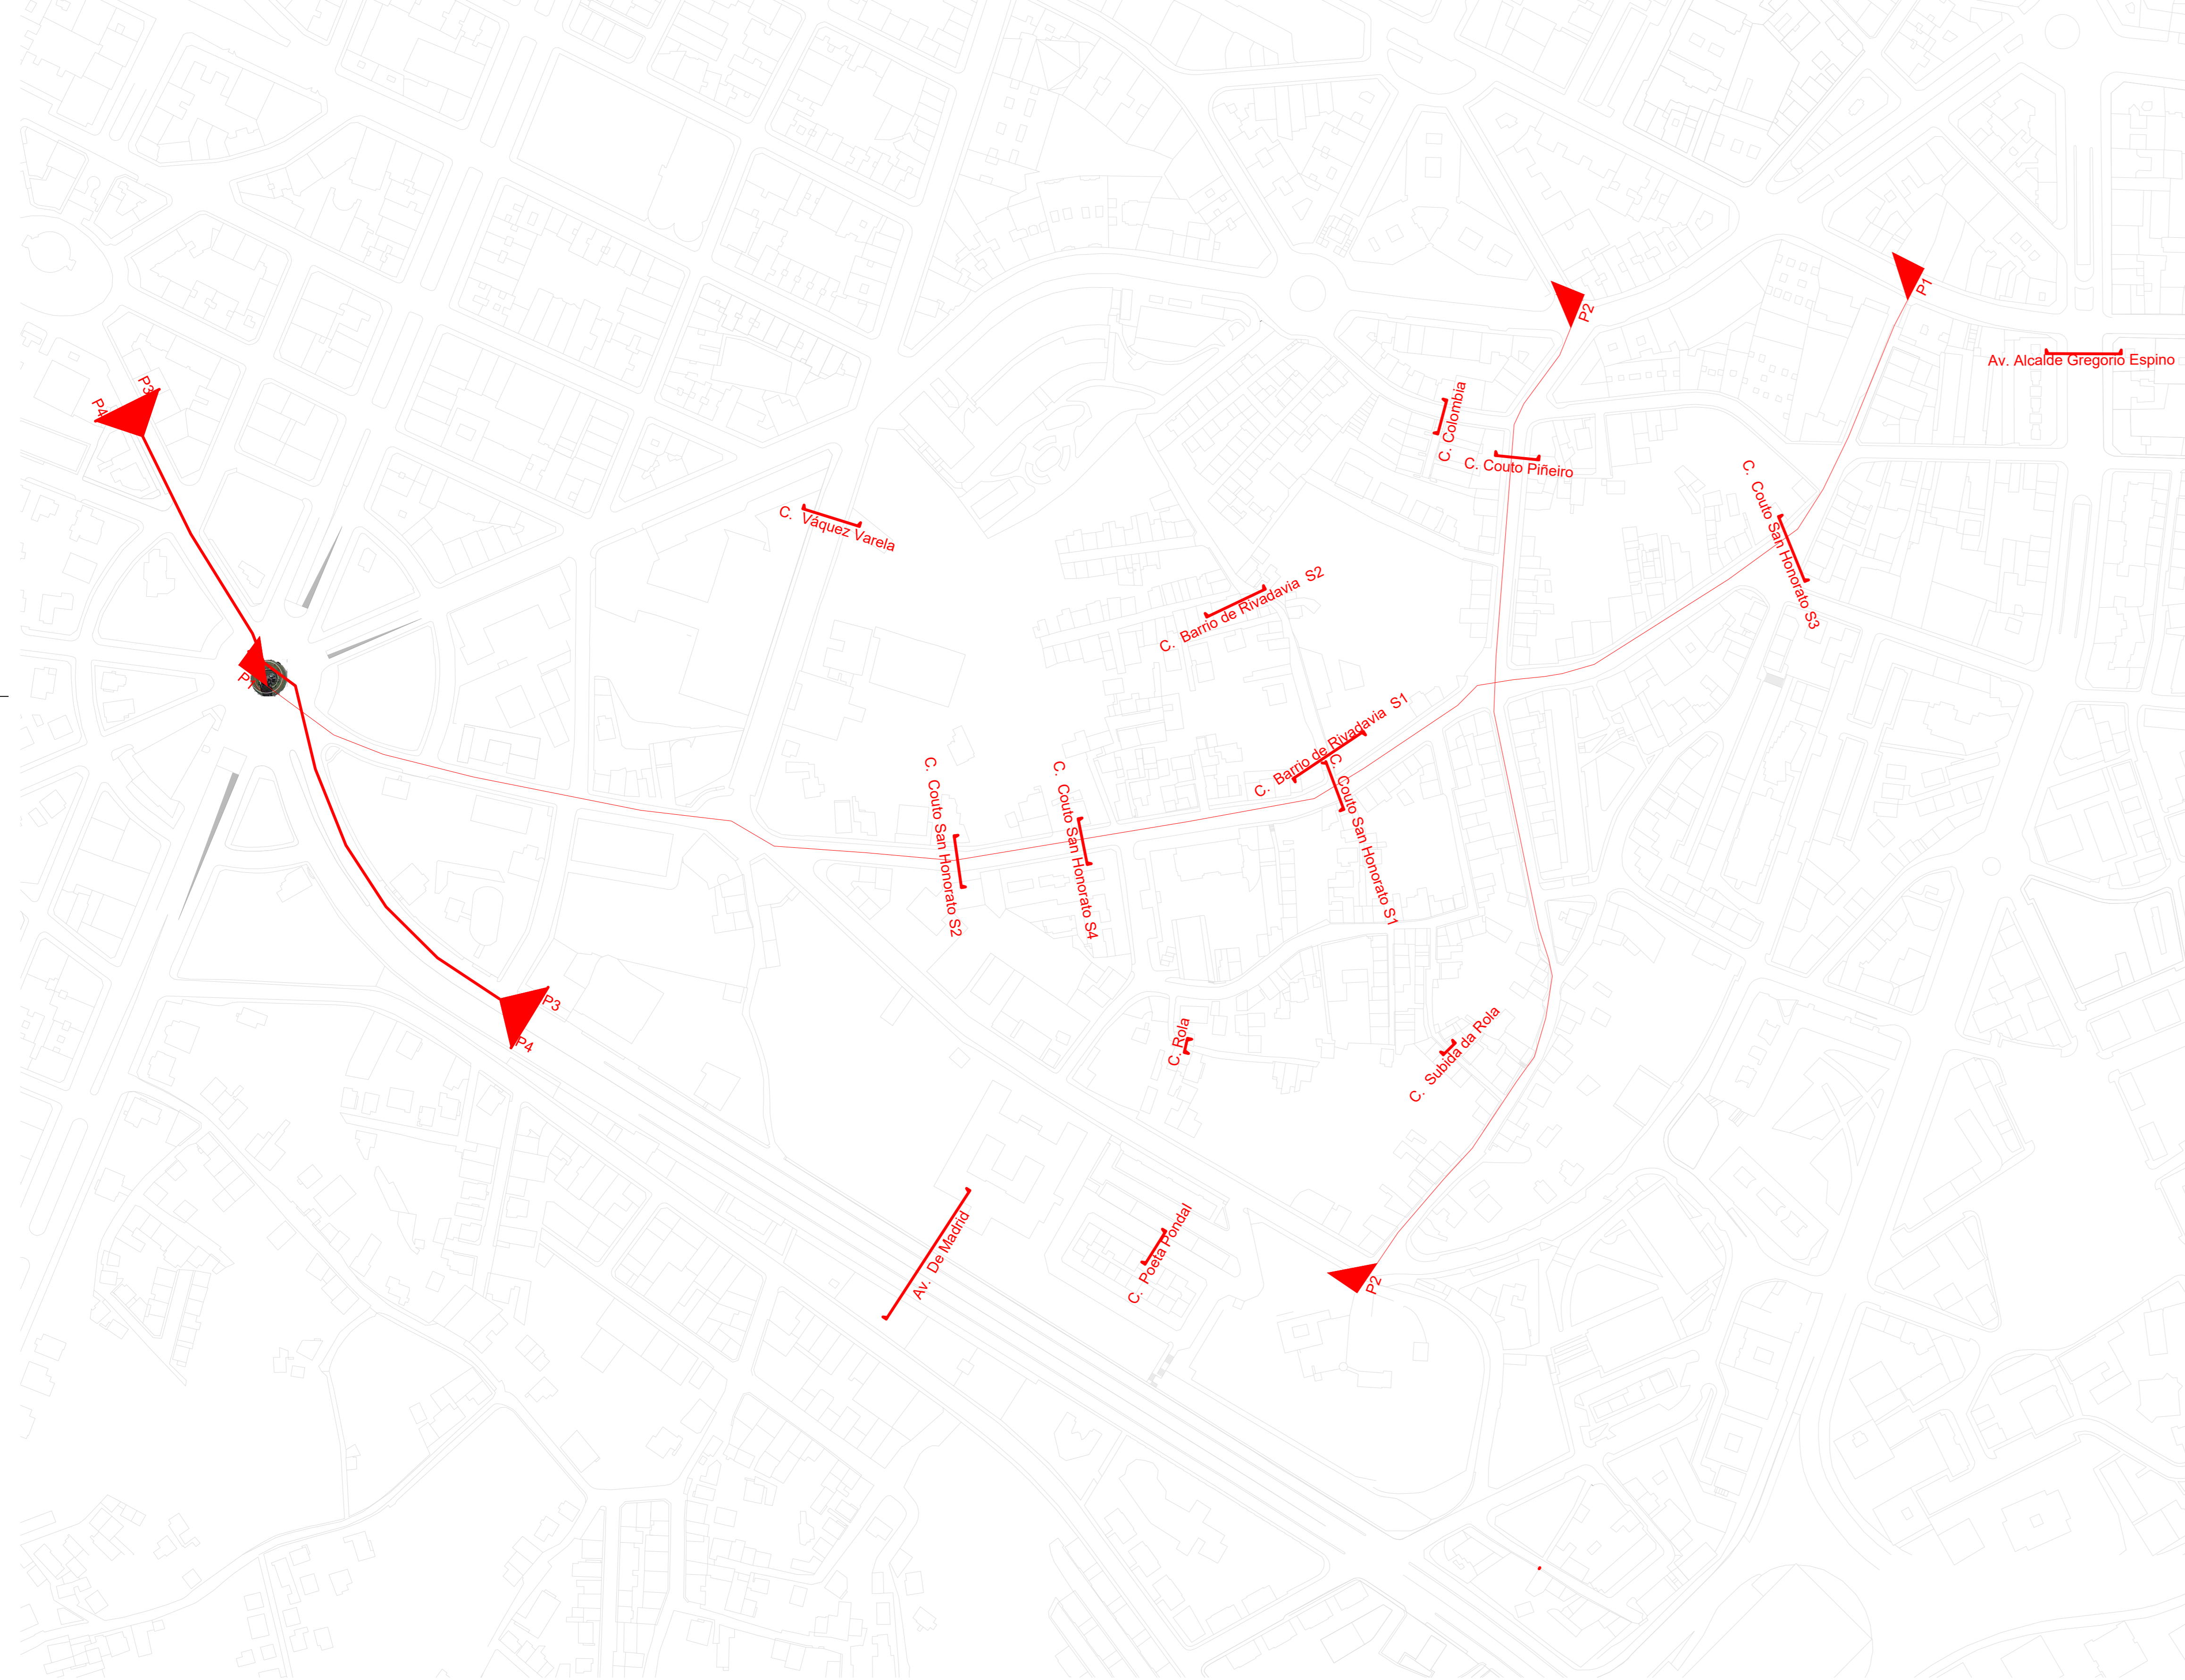 P1
P2
Av. Alcalde Gregorio Espino
P3
P4
C. Colombia
C. Couto Piñeiro
C. Couto San Honorato S3
C. Váquez Varela
C. Barrio de Rivadavia S2
P1
C. Barrio de Rivadavia S1
C. Couto San Honorato S2
C. Couto San Honorato S4
C. Couto San Honorato S1
P3
P4
C. Rola
C. Subida da Rola
Av. De Madrid
C. Poeta Pondal
P2